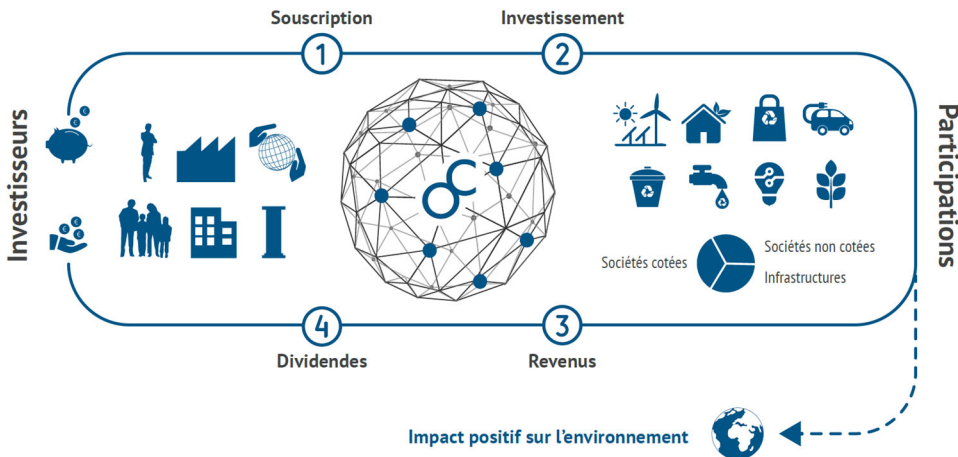 Souscription
Investissement
1
2
Investisseurs
Participations
€
€
OC
Sociétés cotées
Sociétés non cotées
Infrastructures
€
€
€
4
3
Dividendes
Revenus
Impact positif sur l'environnement